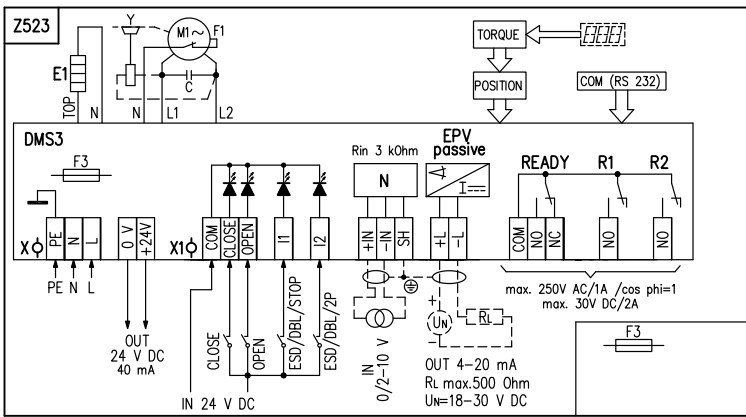 Z523
Y
M1~
F1
E1
C
TOP
N
N
L1
L2
TORQUE
POSITION
COM (RS 232)
DMS3
F3
Rin 3 kOhm
N
EPV
passive
I
READY
R1
R2
X
PE
N
L
0 V
+24V
X1
COM
CLOSE
OPEN
I1
I2
+IN
-IN
SH
+L
-L
COM
NO
NC
NO
NO
PE N L
OUT
24 V DC
40 mA
CLOSE
OPEN
ESD/DBL/STOP
ESD/DBL/2P
IN 24 V DC
IN
0/2-10 V
+
UN
-
RL
OUT 4-20 mA
RL max.500 Ohm
UN=18-30 V DC
max. 250V AC/1A /cos phi=1
max. 30V DC/2A
F3